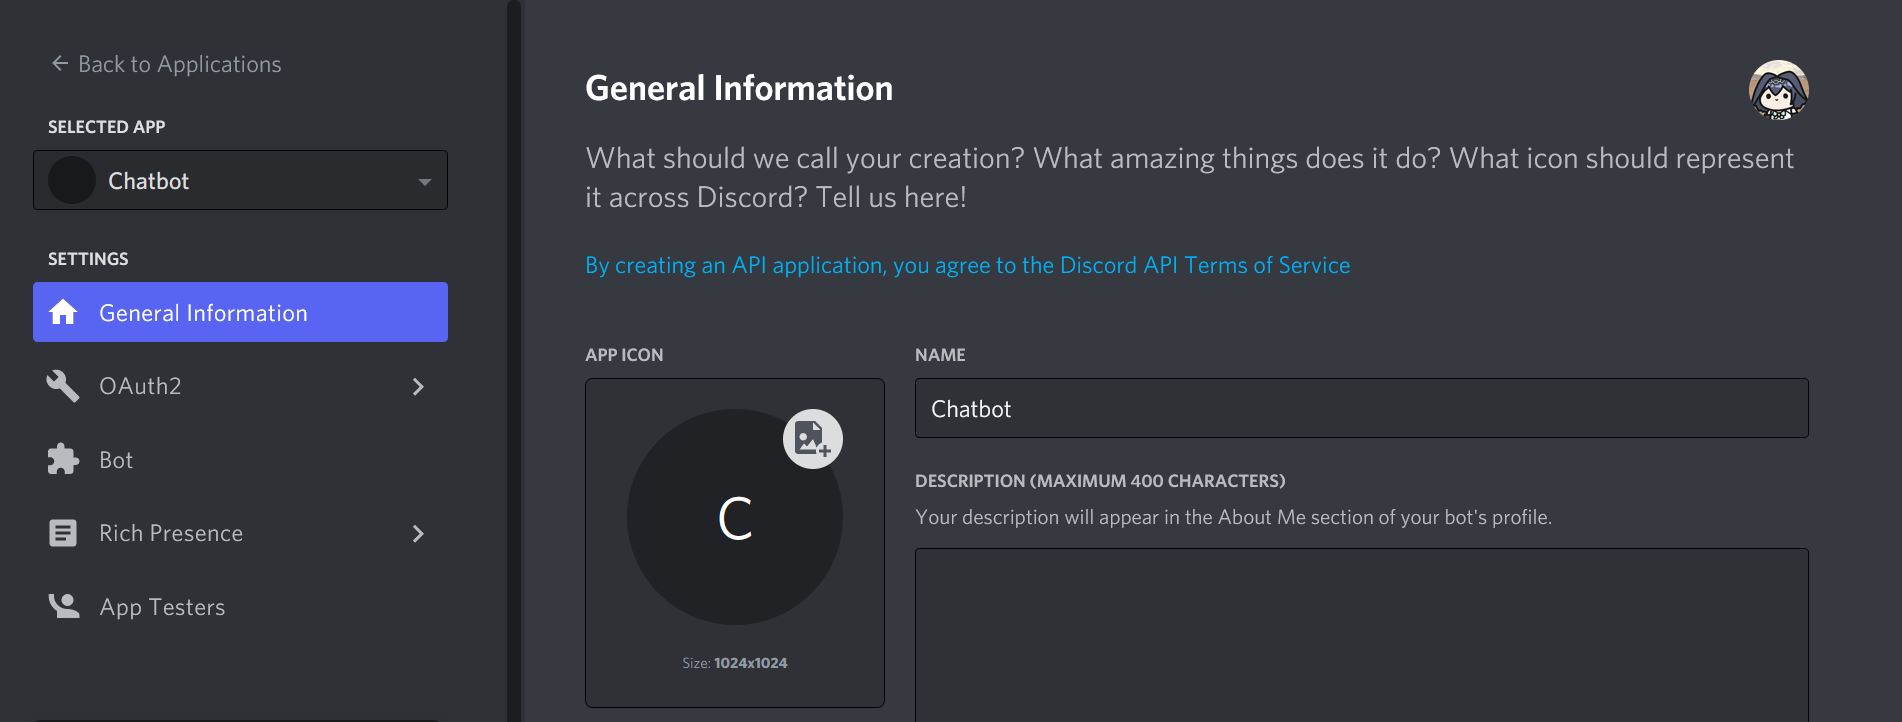 Back to Applications
SELECTED APP
Chatbot
SETTINGS
General Information
OAuth2
Bot
Rich Presence
App Testers
General Information
What should we call your creation? What amazing things does it do? What icon should represent
it across Discord? Tell us here!
By creating an API application, you agree to the Discord API Terms of Service
APP ICON
C
Size: 1024x1024
NAME
Chatbot
DESCRIPTION (MAXIMUM 400 CHARACTERS)
Your description will appear in the About Me section of your bot's profile.